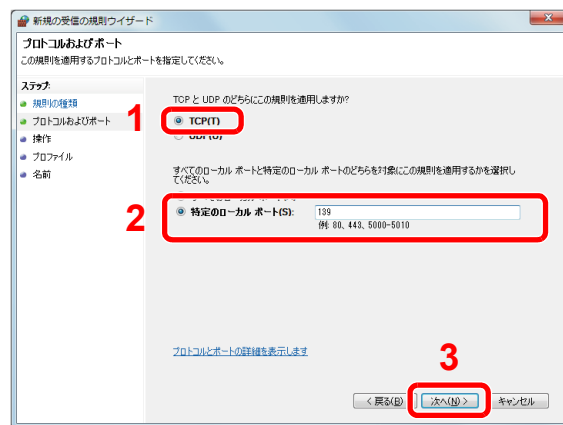 新規の受信の規則ウィザード
プロトコルおよびポート
この規則を適用するプロトコルとポートを指定してください。
ステップ:
規則の種類
プロトコルおよびポート
操作
プロファイル
名前
TCP と UDP のどちらにこの規則を適用しますか?
1
TCP(T)
UDP(U)
すべてのローカル ポートと特定のローカル ポートのどちらを対象にこの規則を適用するかを選択し
てください。
2
特定のローカル ポート(S):
139
例: 80、443、5000-5010
プロトコルとポートの詳細を表示します
3
< 戻る(B)
次へ(N) >
キャンセル